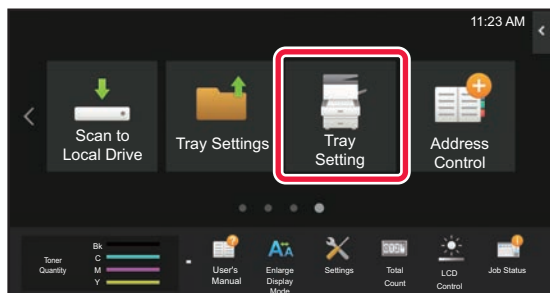 11:23 AM
Scan to
Local Drive
Tray Settings
Tray
Setting
Address
Control
Toner
Quantity
Bk
C
M
Y
User's
Manual
Enlarge
Display
Mode
Settings
Total
Count
LCD
Control
Job Status